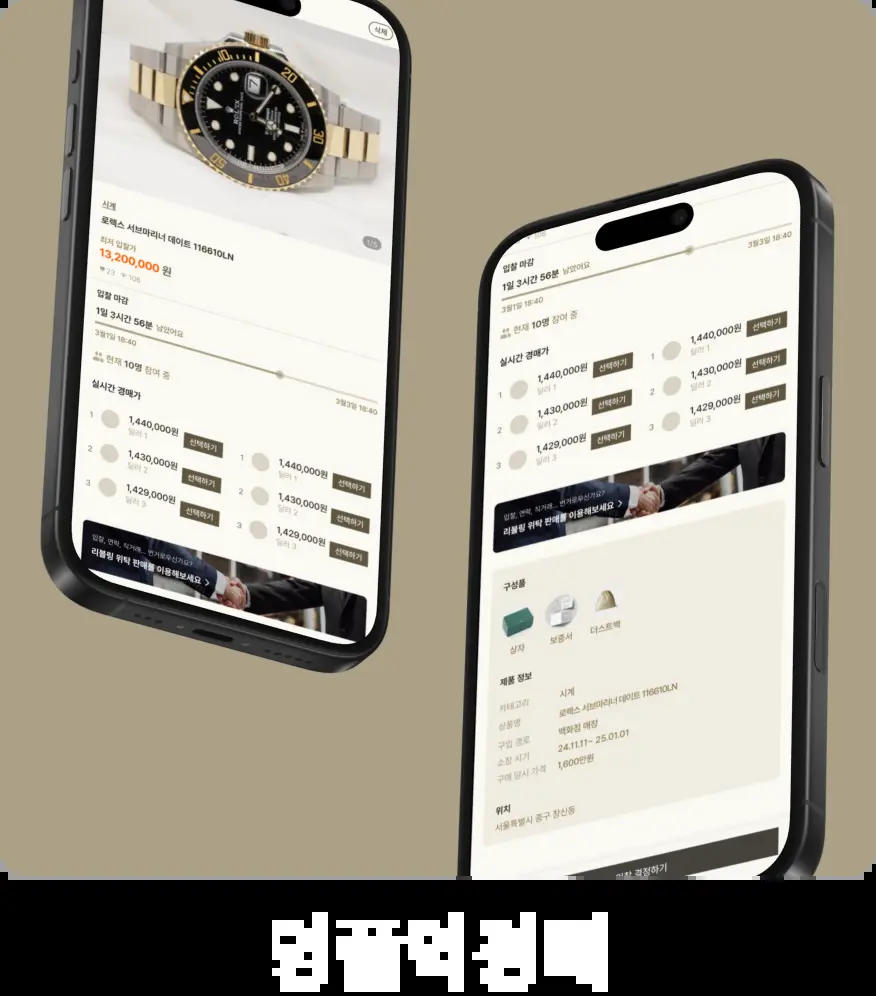 삭제
ROLEX
시계
1/5
로렉스 서브마리너 데이트 116610LN
최저 입찰가
13,200,000 원
23 106
입찰 마감
1일 3시간 56분 남았어요
3월1일 18:40
3월3일 18:40
현재 10명 참여 중
실시간 경매가
1 1,440,000원 선택하기
딜러 1
2 1,430,000원 선택하기
딜러 2
3 1,429,000원 선택하기
딜러 3
1 1,440,000원 선택하기
딜러 1
2 1,430,000원 선택하기
딜러 2
3 1,429,000원 선택하기
딜러 3
입찰, 연락, 직거래... 번거로우신가요?
리블링 위탁 판매를 이용해보세요 >
106
입찰 마감
1일 3시간 56분 남았어요
3월1일 18:40
3월3일 18:40
현재 10명 참여 중
실시간 경매가
1 1,440,000원 선택하기
딜러 1
2 1,430,000원 선택하기
딜러 2
3 1,429,000원 선택하기
딜러 3
1 1,440,000원 선택하기
딜러 1
2 1,430,000원 선택하기
딜러 2
3 1,429,000원 선택하기
딜러 3
입찰, 연락, 직거래... 번거로우신가요?
리블링 위탁 판매를 이용해보세요 >
구성품
상자 보증서 더스트백
제품 정보
카테고리 시계
상품명 로렉스 서브마리너 데이트 116610LN
구입 경로 백화점 매장
소장 시기 24.11.11~ 25.01.01
구매 당시 가격 1,600만원
위치
서울특별시 중구 창신동
입찰 결정하기